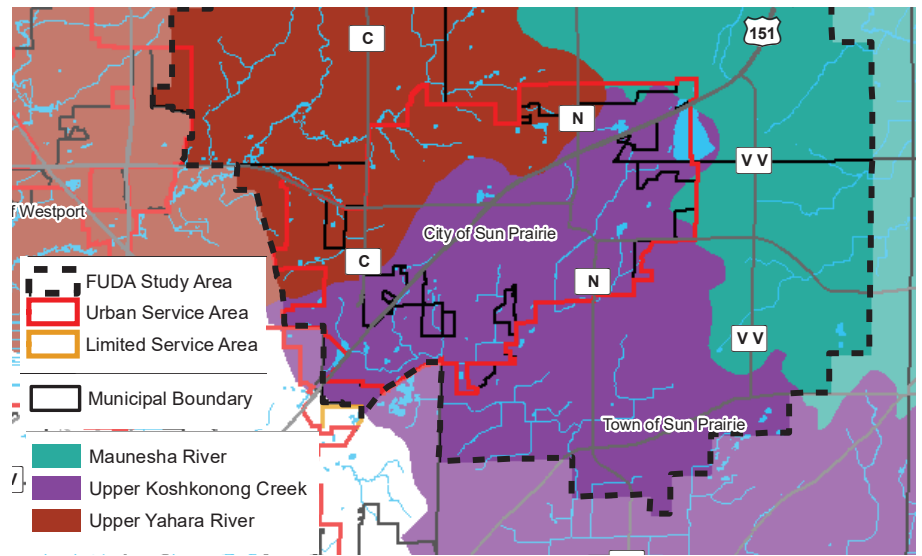 C
151
N
V V
f Westport
City of Sun Prairie
C
FUDA Study Area
N
Urban Service Area
V V
Limited Service Area
Municipal Boundary
Town of Sun Prairie
Maunesha River
V
Upper Koshkonong Creek
Upper Yahara River